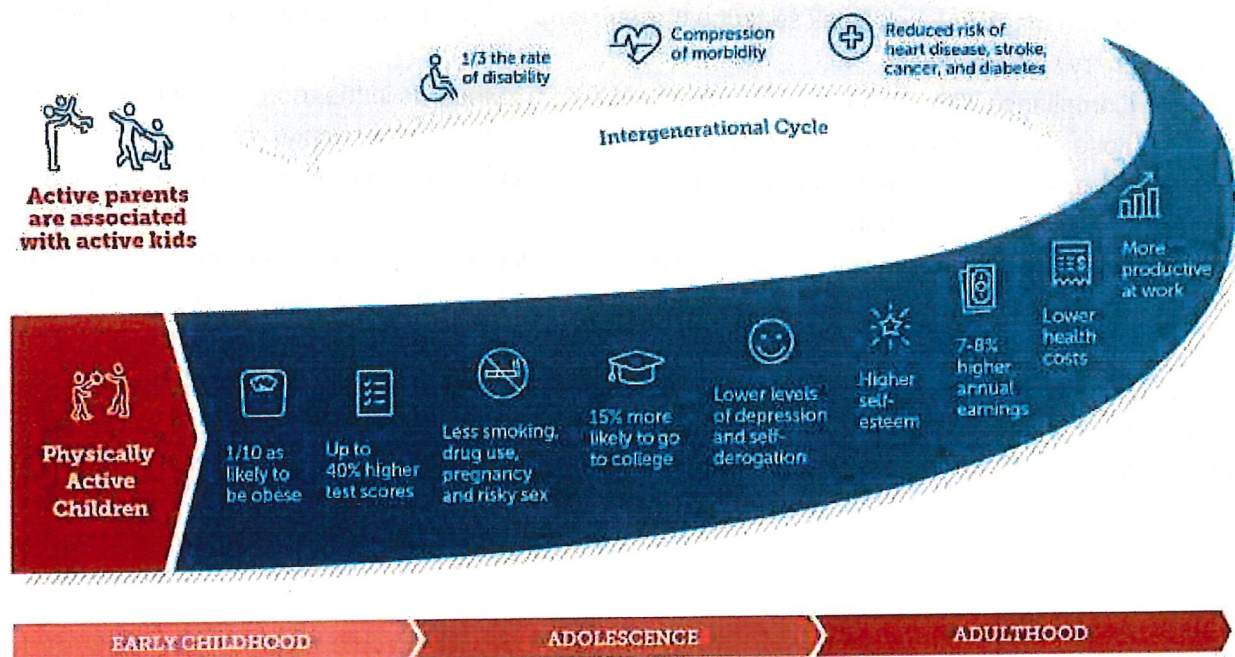 1/3 the rate
of disability
Compression
of morbidity
Reduced risk of
heart disease, stroke,
cancer, and diabetes
Intergenerational Cycle
Active parents
are associated
with active kids
Physically
Active
Children
1/10 as
likely to
be obese
Up to
40% higher
test scores
Less smoking,
drug use,
pregnancy
and risky sex
15% more
likely to go
to college
Lower levels
of depression
and self-
derogation
Higher
self-
esteem
7-8%
higher
annual
earnings
Lower
health
costs
More
productive
at work
EARLY CHILDHOOD
ADOLESCENCE
ADULTHOOD